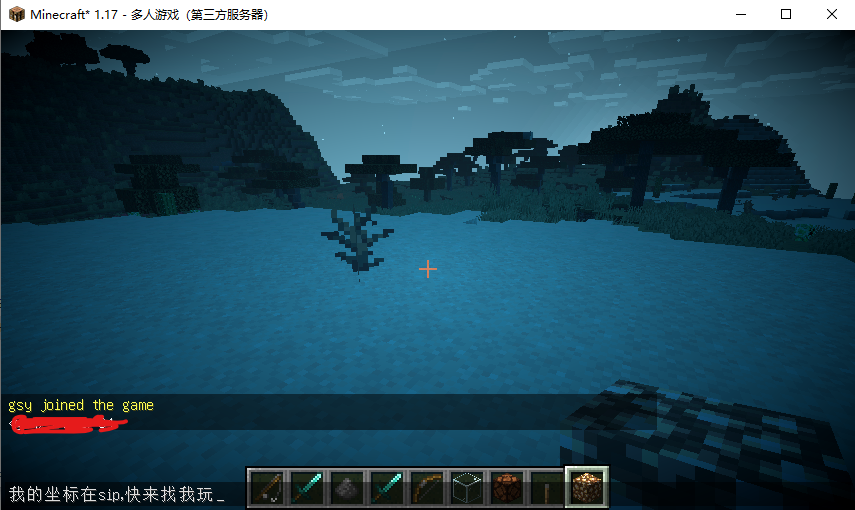 Minecraft* 1.17 - 多人游戏（第三方服务器）
gsy joined the game
我的坐标在sip,快来找我玩_